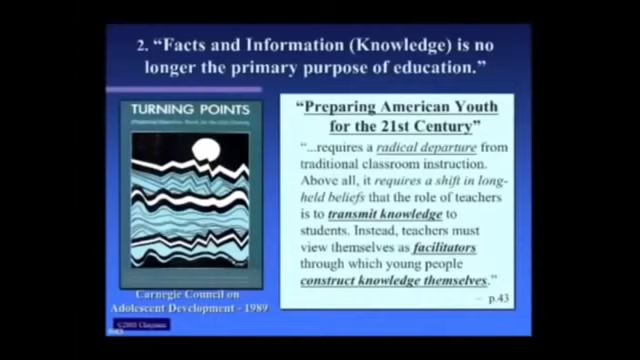 2. “Facts and Information (Knowledge) is no
longer the primary purpose of education.”
TURNING POINTS
“Preparing American Youth
for the 21st Century”
“...requires a radical departure from
traditional classroom instruction.
Above all, it requires a shift in long-
held beliefs that the role of teachers
is to transmit knowledge to
students. Instead, teachers must
view themselves as facilitators
through which young people
construct knowledge themselves.”
– p.43
Carnegie Council on
Adolescent Development - 1989